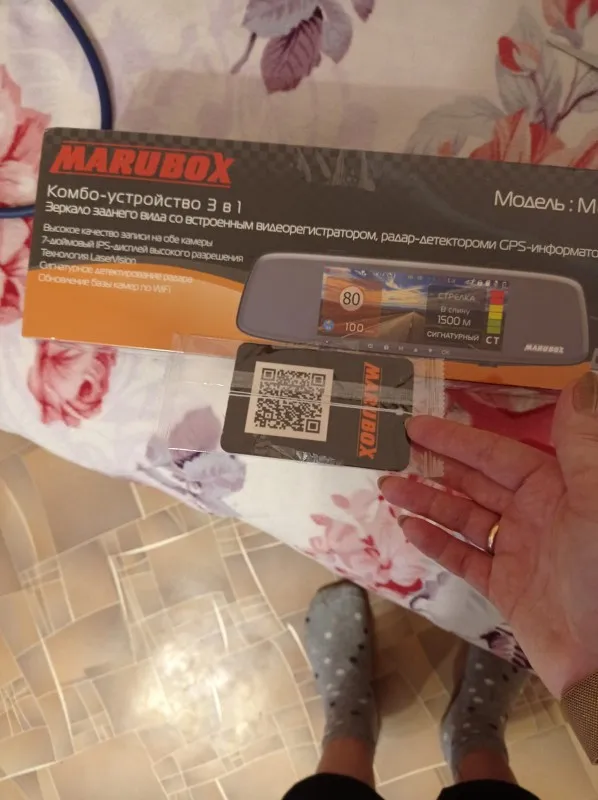 MARUBOX
Комбо-устройство 3 в 1
Модель : M
Зеркало заднего вида со встроенным видеорегистратором, радар-детектороми GPS-информато
Высокое качество записи на обе камеры
7-дюймовый IPS-дисплей высокого разрешения
Технология LaserVision
Сигнатурное детектирование радаров
Обновление базы камер по WiFi
80
100
СТРЕЛКА
В спину
1500 М
СИГНАТУРНЫЙ
СТ
MARUBOX
MARUBOX